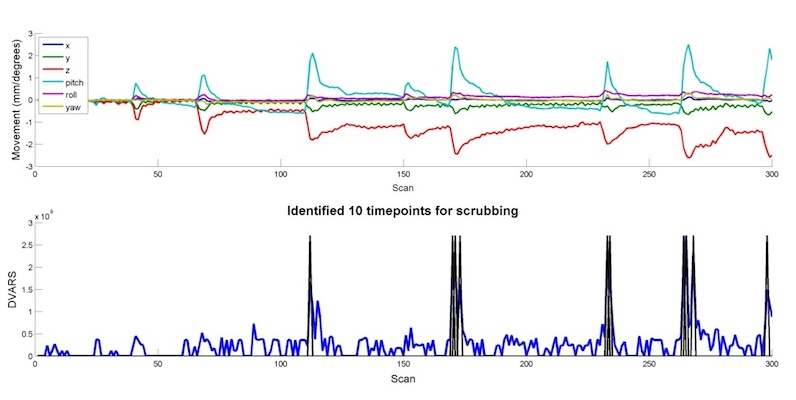 3
2
1
0
-1
-2
-3
Movement (mm/degrees)
x
y
z
pitch
roll
yaw
0 50 100 150 200 250 300
Scan
Identified 10 timepoints for scrubbing
x 10⁹
3
2.5
2
1.5
1
0.5
0
DVARS
0 50 100 150 200 250 300
Scan